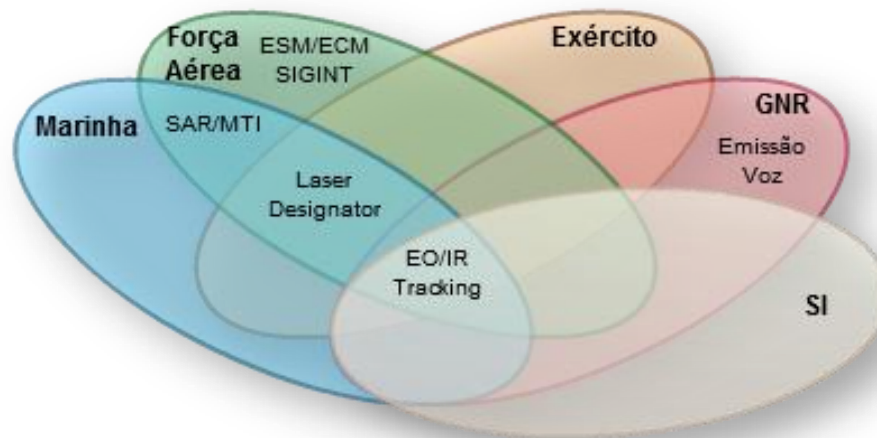 Força
Aérea
ESM/ECM
SIGINT
Exército
GNR
Marinha
SAR/MTI
Emissão
Voz
Laser
Designator
EO/IR
Tracking
SI